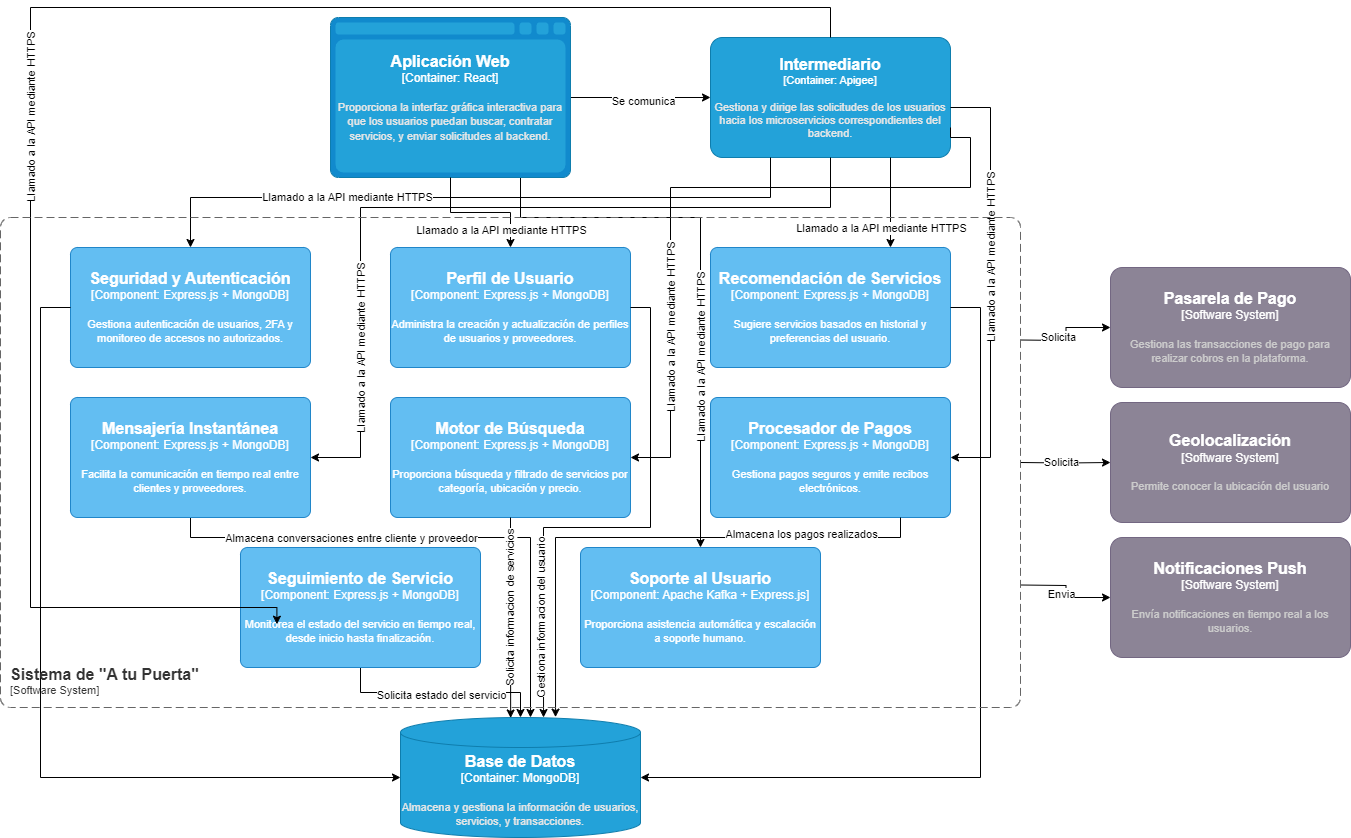 Aplicación Web
[Container: React]
Proporciona la interfaz gráfica interactiva para
que los usuarios puedan buscar, contratar
servicios, y enviar solicitudes al backend.
Se comunica
Intermediario
[Container: Apigee]
Gestiona y dirige las solicitudes de los usuarios
hacia los microservicios correspondientes del
backend.
Llamado a la API mediante HTTPS
Llamado a la API mediante HTTPS
Llamado a la API mediante HTTPS
Llamado a la API mediante HTTPS
Llamado a la API mediante HTTPS
Llamado a la API mediante HTTPS
Llamado a la API mediante HTTPS
Llamado a la API mediante HTTPS
Seguridad y Autenticación
[Component: Express.js + MongoDB]
Gestiona autenticación de usuarios, 2FA y
monitoreo de accesos no autorizados.
Perfil de Usuario
[Component: Express.js + MongoDB]
Administra la creación y actualización de perfiles
de usuarios y proveedores.
Recomendación de Servicios
[Component: Express.js + MongoDB]
Sugiere servicios basados en historial y
preferencias del usuario.
Mensajería Instantánea
[Component: Express.js + MongoDB]
Facilita la comunicación en tiempo real entre
clientes y proveedores.
Motor de Búsqueda
[Component: Express.js + MongoDB]
Proporciona búsqueda y filtrado de servicios por
categoría, ubicación y precio.
Procesador de Pagos
[Component: Express.js + MongoDB]
Gestiona pagos seguros y emite recibos
electrónicos.
Solicita
Pasarela de Pago
[Software System]
Gestiona las transacciones de pago para
realizar cobros en la plataforma.
Solicita
Geolocalización
[Software System]
Permite conocer la ubicación del usuario
Envia
Notificaciones Push
[Software System]
Envía notificaciones en tiempo real a los
usuarios.
Almacena conversaciones entre cliente y proveedor
Solicita informacion de servicios
Gestiona informacion del usuario
Almacena los pagos realizados
Seguimiento de Servicio
[Component: Express.js + MongoDB]
Monitorea el estado del servicio en tiempo real,
desde inicio hasta finalización.
Soporte al Usuario
[Component: Apache Kafka + Express.js]
Proporciona asistencia automática y escalación
a soporte humano.
Sistema de "A tu Puerta"
[Software System]
Solicita estado del servicio
Base de Datos
[Container: MongoDB]
Almacena y gestiona la información de usuarios,
servicios, y transacciones.